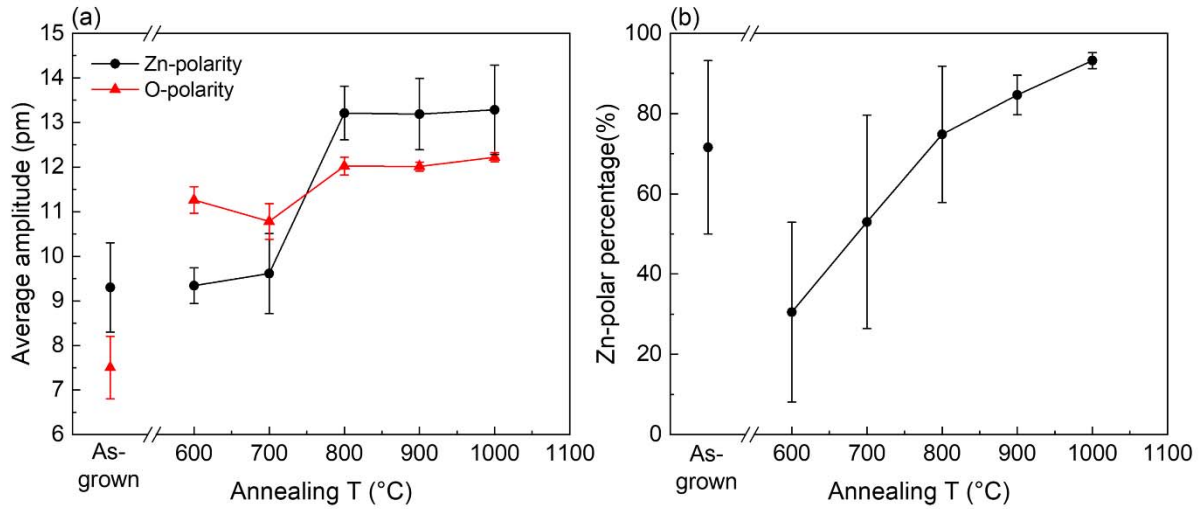 (a)
15
14
13
12
11
10
9
8
7
6
Average amplitude (pm)
Zn-polarity
O-polarity
As-
grown
600 700 800 900 1000 1100
Annealing T (°C)
(b)
100
80
60
40
20
0
Zn-polar percentage(%)
As-
grown
600 700 800 900 1000 1100
Annealing T (°C)